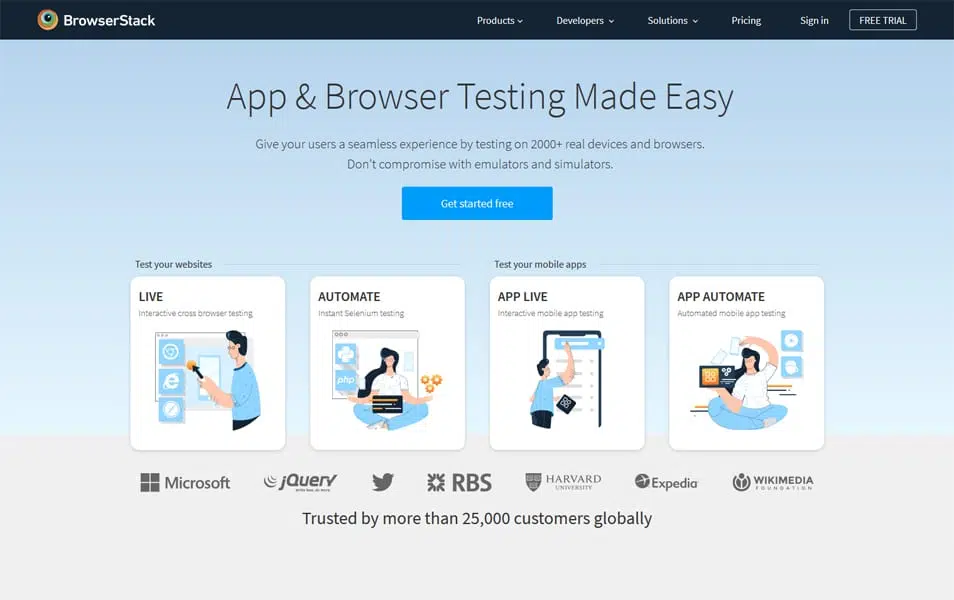 BrowserStack
Products
Developers
Solutions
Pricing
Sign in
FREE TRIAL
App & Browser Testing Made Easy
Give your users a seamless experience by testing on 2000+ real devices and browsers.
Don't compromise with emulators and simulators.
Get started free
Test your websites
Test your mobile apps
LIVE
Interactive cross browser testing
AUTOMATE
Instant Selenium testing
php
APP LIVE
Interactive mobile app testing
APP AUTOMATE
Automated mobile app testing
Microsoft
jQuery
write less, do more.
RBS
HARVARD
UNIVERSITY
Expedia
WIKIMEDIA
FOUNDATION
Trusted by more than 25,000 customers globally